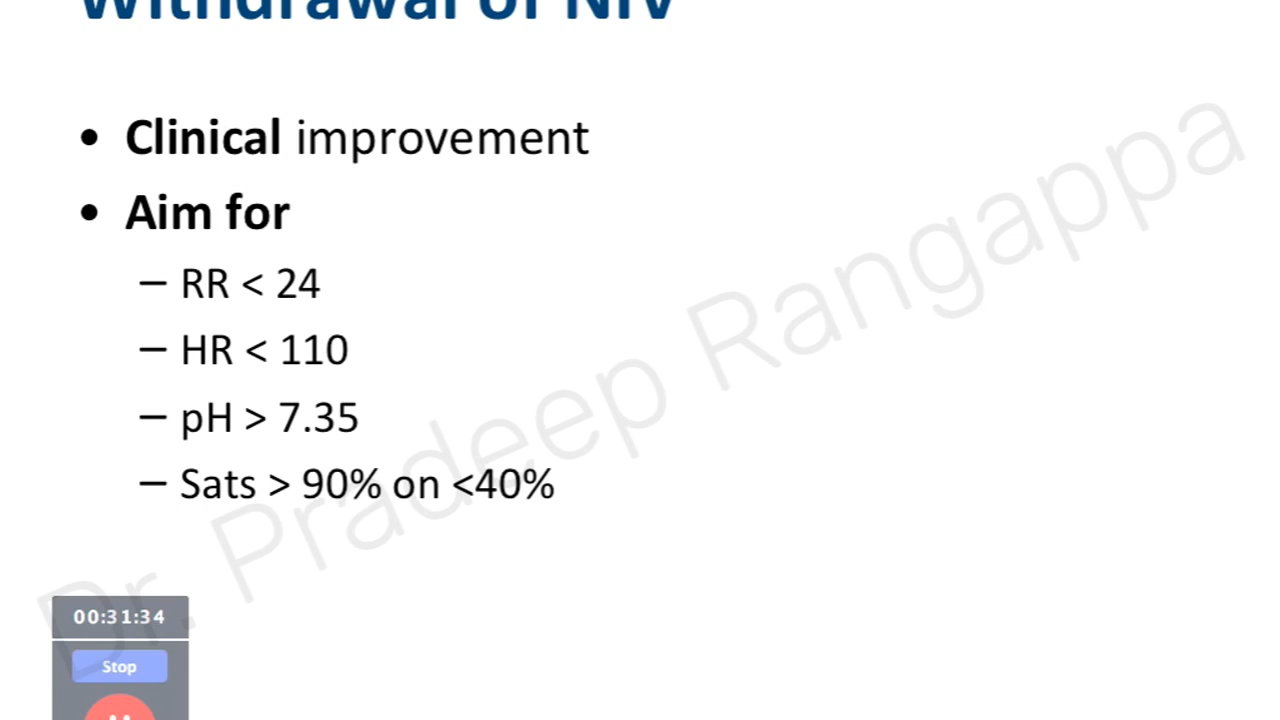 Withdrawal of NIV
• Clinical improvement
• Aim for
– RR < 24
– HR < 110
– pH > 7.35
– Sats > 90% on <40%
Dr. Pradeep Rangappa
00:31:34
Stop